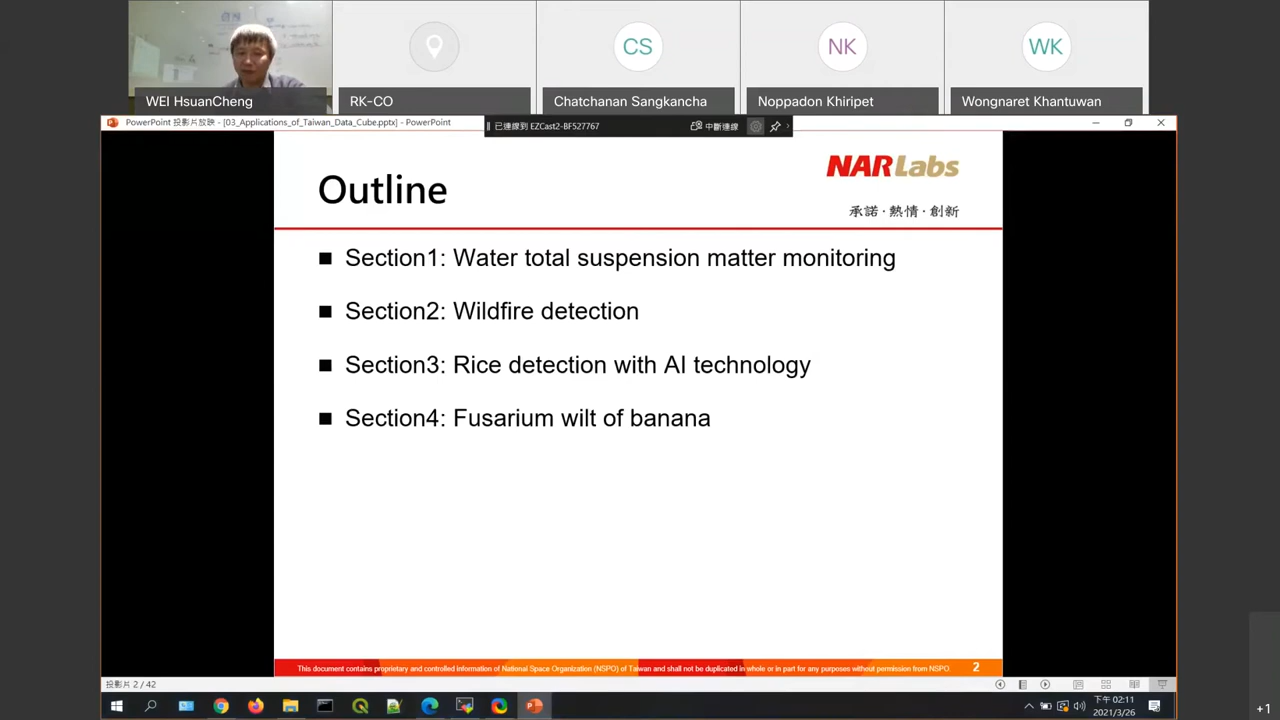 CS
NK
WK
WEI HsuanCheng
RK-CO
Chatchanan Sangkancha
Noppadon Khiripet
Wongnaret Khantuwan
PowerPoint 投影片放映 - [03_Applications_of_Taiwan_Data_Cube.pptx] - PowerPoint
已連線到 EZCast2-BF527767
中斷連線
NARLabs
Outline
承諾·熱情·創新
Section1: Water total suspension matter monitoring
Section2: Wildfire detection
Section3: Rice detection with AI technology
Section4: Fusarium wilt of banana
This document contains proprietary and controlled information of National Space Organization (NSPO) of Taiwan and shall not be duplicated in whole or in part for any purposes without permission from NSPO.
2
投影片 2 / 42
下午 02:11
2021/3/26
+1